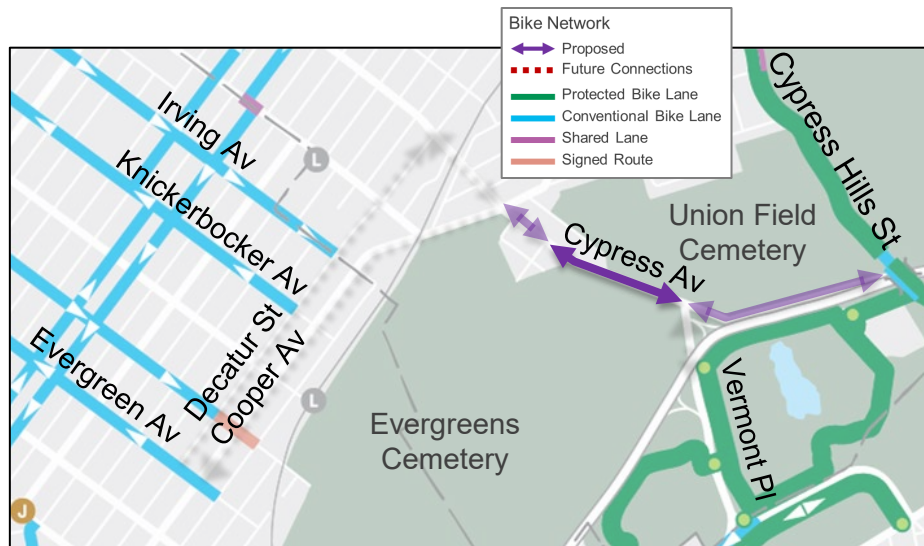 Bike Network
Proposed
Future Connections
Protected Bike Lane
Conventional Bike Lane
Shared Lane
Signed Route
Cypress Hills St
Irving Av
L
Knickerbocker Av
Union Field
Cemetery
Cypress Av
Decatur St
Cooper Av
Evergreen Av
L
Evergreens
Cemetery
Vermont Pl
J